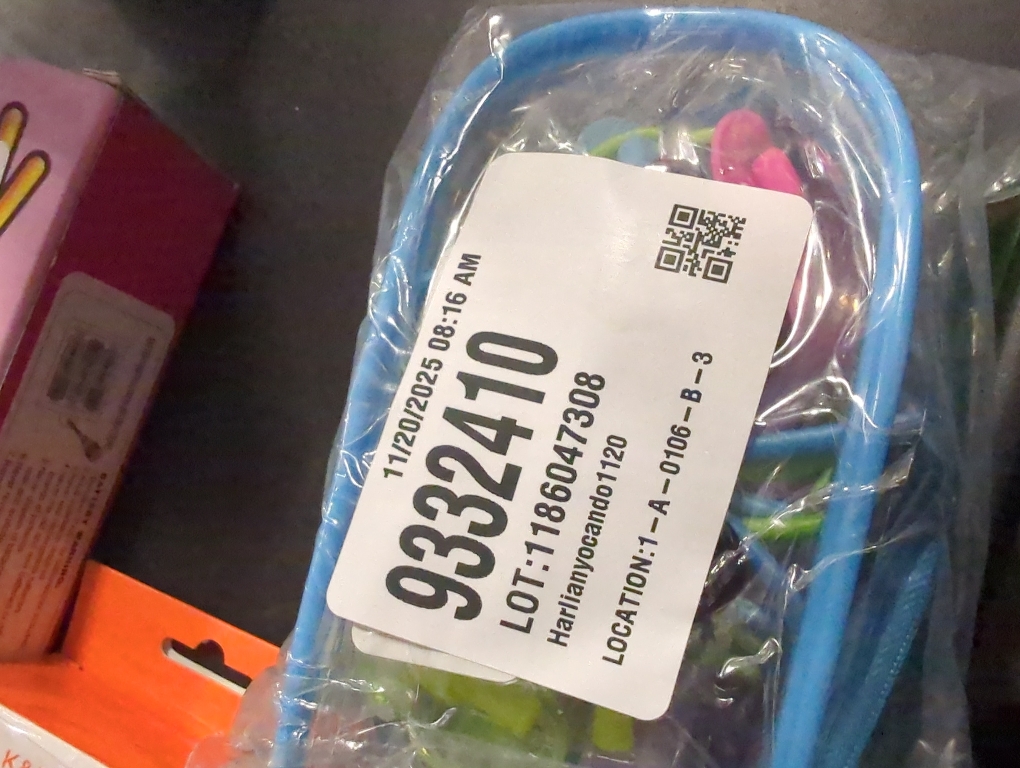 11/20/2025 08:16 AM
9332410
LOT:1186047308
Harlianyocando1120
LOCATION:1-A-0106-B-3